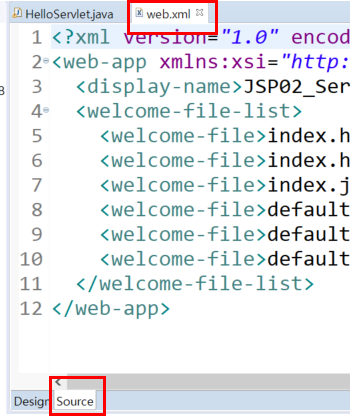 HelloServlet.java web.xml
1 <?xml version="1.0" encod
2 <web-app xmlns:xsi="http:
3 <display-name>JSP02_Ser
4 <welcome-file-list>
5 <welcome-file>index.h
6 <welcome-file>index.h
7 <welcome-file>index.j
8 <welcome-file>default
9 <welcome-file>default
10 <welcome-file>default
11 </welcome-file-list>
12 </web-app>
Design Source